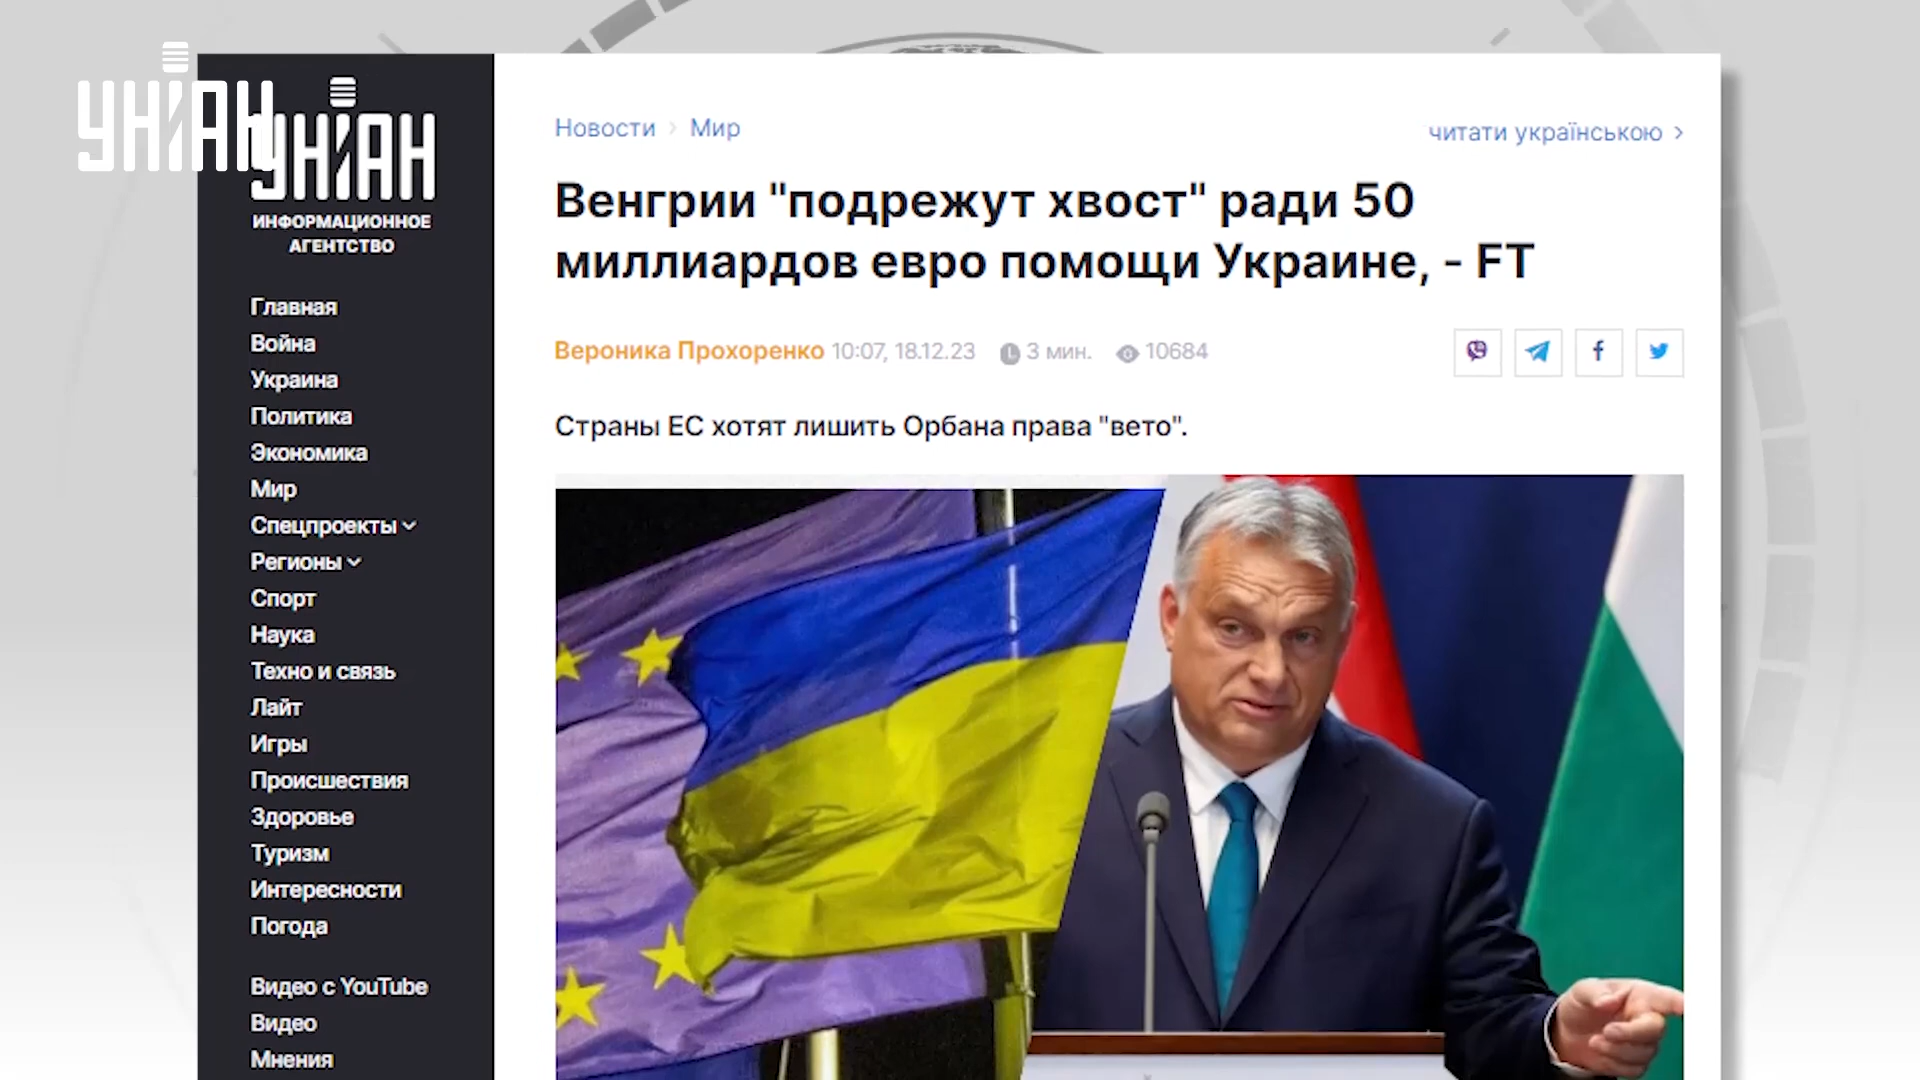 УНІАН
УНІАН
ИНФОРМАЦИОННОЕ
АГЕНТСТВО
Главная
Война
Украина
Политика
Экономика
Мир
Спецпроекты
Регионы
Спорт
Наука
Техно и связь
Лайт
Игры
Происшествия
Здоровье
Туризм
Интересности
Погода
Видео с YouTube
Видео
Мнения
Новости > Мир
читати українською >
Венгрии "подрежут хвост" ради 50
миллиардов евро помощи Украине, - FT
Вероника Прохоренко 10:07, 18.12.23 3 мин. 10684
Страны ЕС хотят лишить Орбана права "вето".